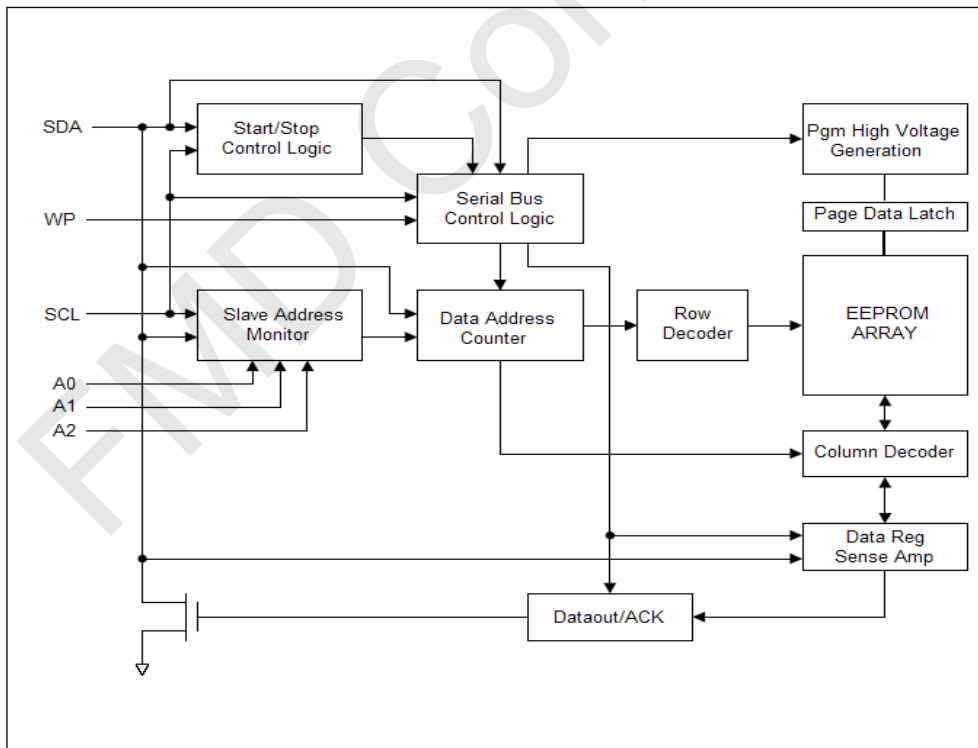 SDA
Start/Stop
Control Logic
Pgm High Voltage
Generation
WP
Serial Bus
Control Logic
Page Data Latch
SCL
Slave Address
Monitor
Data Address
Counter
Row
Decoder
EEPROM
ARRAY
A0
A1
A2
Column Decoder
Data Reg
Sense Amp
Dataout/ACK
FMD